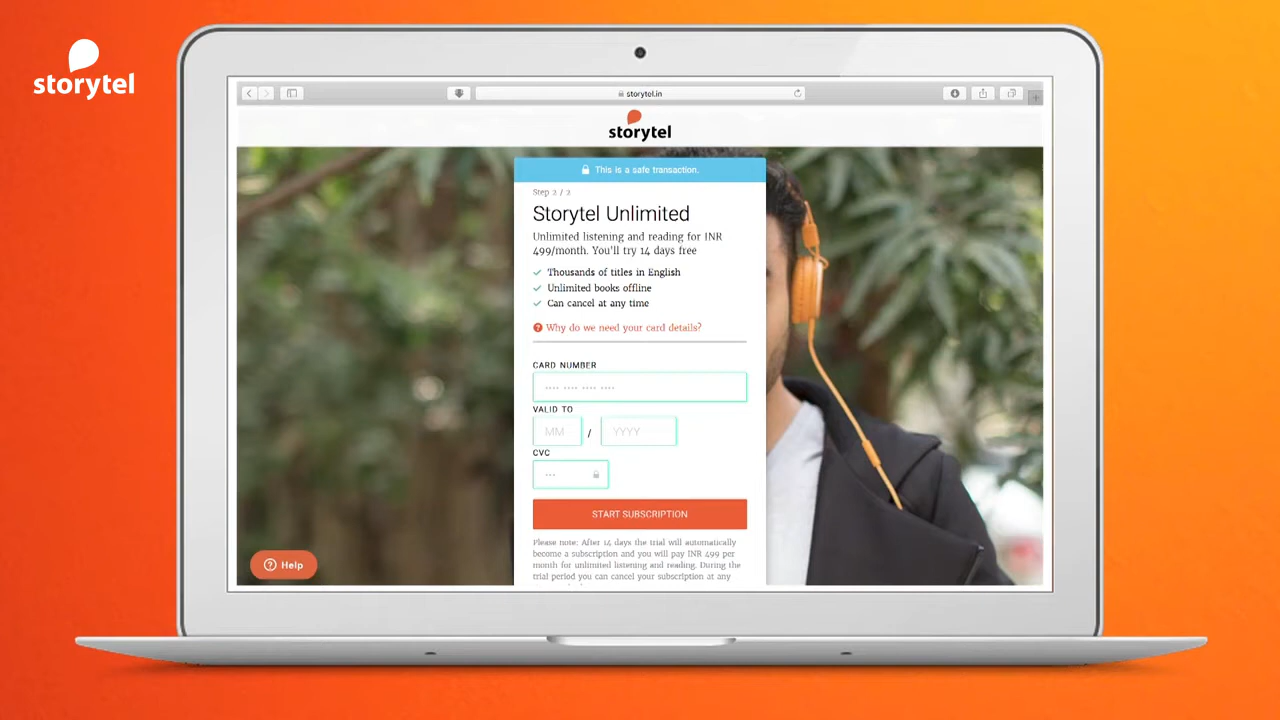 storytel
storytel.in
storytel
This is a safe transaction.
Step 2 / 2
Storytel Unlimited
Unlimited listening and reading for INR
499/month. You'll try 14 days free
Thousands of titles in English
Unlimited books offline
Can cancel at any time
Why do we need your card details?
CARD NUMBER
VALID TO
MM / YYYY
CVC
START SUBSCRIPTION
Please note: After 14 days the trial will automatically
become a subscription and you will pay INR 499 per
month for unlimited listening and reading. During the
trial period you can cancel your subscription at any
Help